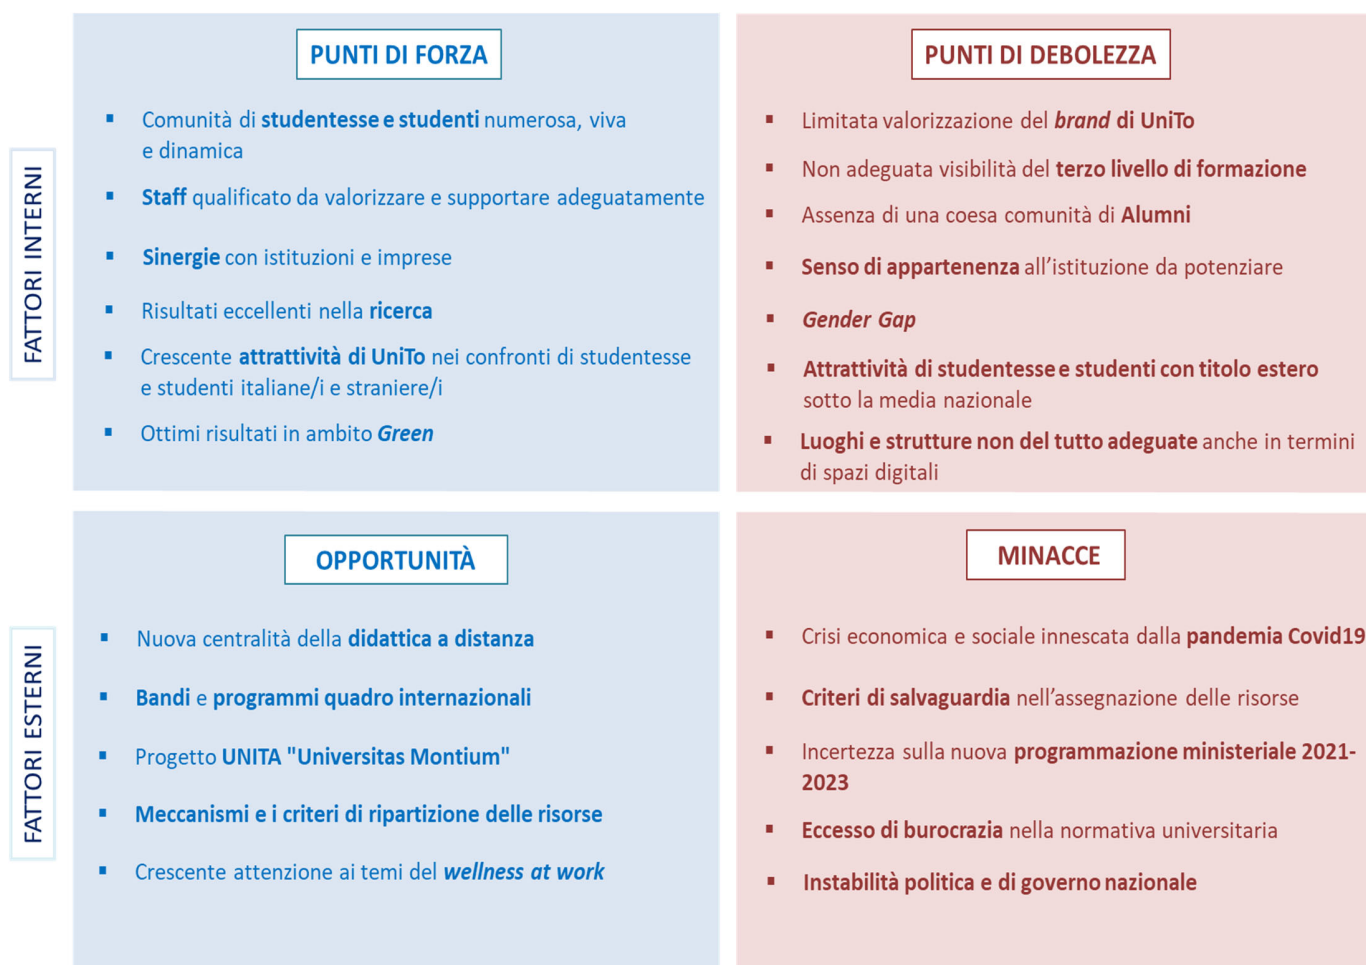 FATTORI INTERNI
PUNTI DI FORZA
▪ Comunità di studentesse e studenti numerosa, viva
e dinamica
▪ Staff qualificato da valorizzare e supportare adeguatamente
▪ Sinergie con istituzioni e imprese
▪ Risultati eccellenti nella ricerca
▪ Crescente attrattività di UniTo nei confronti di studentesse
e studenti italiane/i e straniere/i
▪ Ottimi risultati in ambito Green
PUNTI DI DEBOLEZZA
▪ Limitata valorizzazione del brand di UniTo
▪ Non adeguata visibilità del terzo livello di formazione
▪ Assenza di una coesa comunità di Alumni
▪ Senso di appartenenza all’istituzione da potenziare
▪ Gender Gap
▪ Attrattività di studentesse e studenti con titolo estero
sotto la media nazionale
▪ Luoghi e strutture non del tutto adeguate anche in termini
di spazi digitali
FATTORI ESTERNI
OPPORTUNITÀ
▪ Nuova centralità della didattica a distanza
▪ Bandi e programmi quadro internazionali
▪ Progetto UNITA "Universitas Montium"
▪ Meccanismi e i criteri di ripartizione delle risorse
▪ Crescente attenzione ai temi del wellness at work
MINACCE
▪ Crisi economica e sociale innescata dalla pandemia Covid19
▪ Criteri di salvaguardia nell’assegnazione delle risorse
▪ Incertezza sulla nuova programmazione ministeriale 2021-
2023
▪ Eccesso di burocrazia nella normativa universitaria
▪ Instabilità politica e di governo nazionale